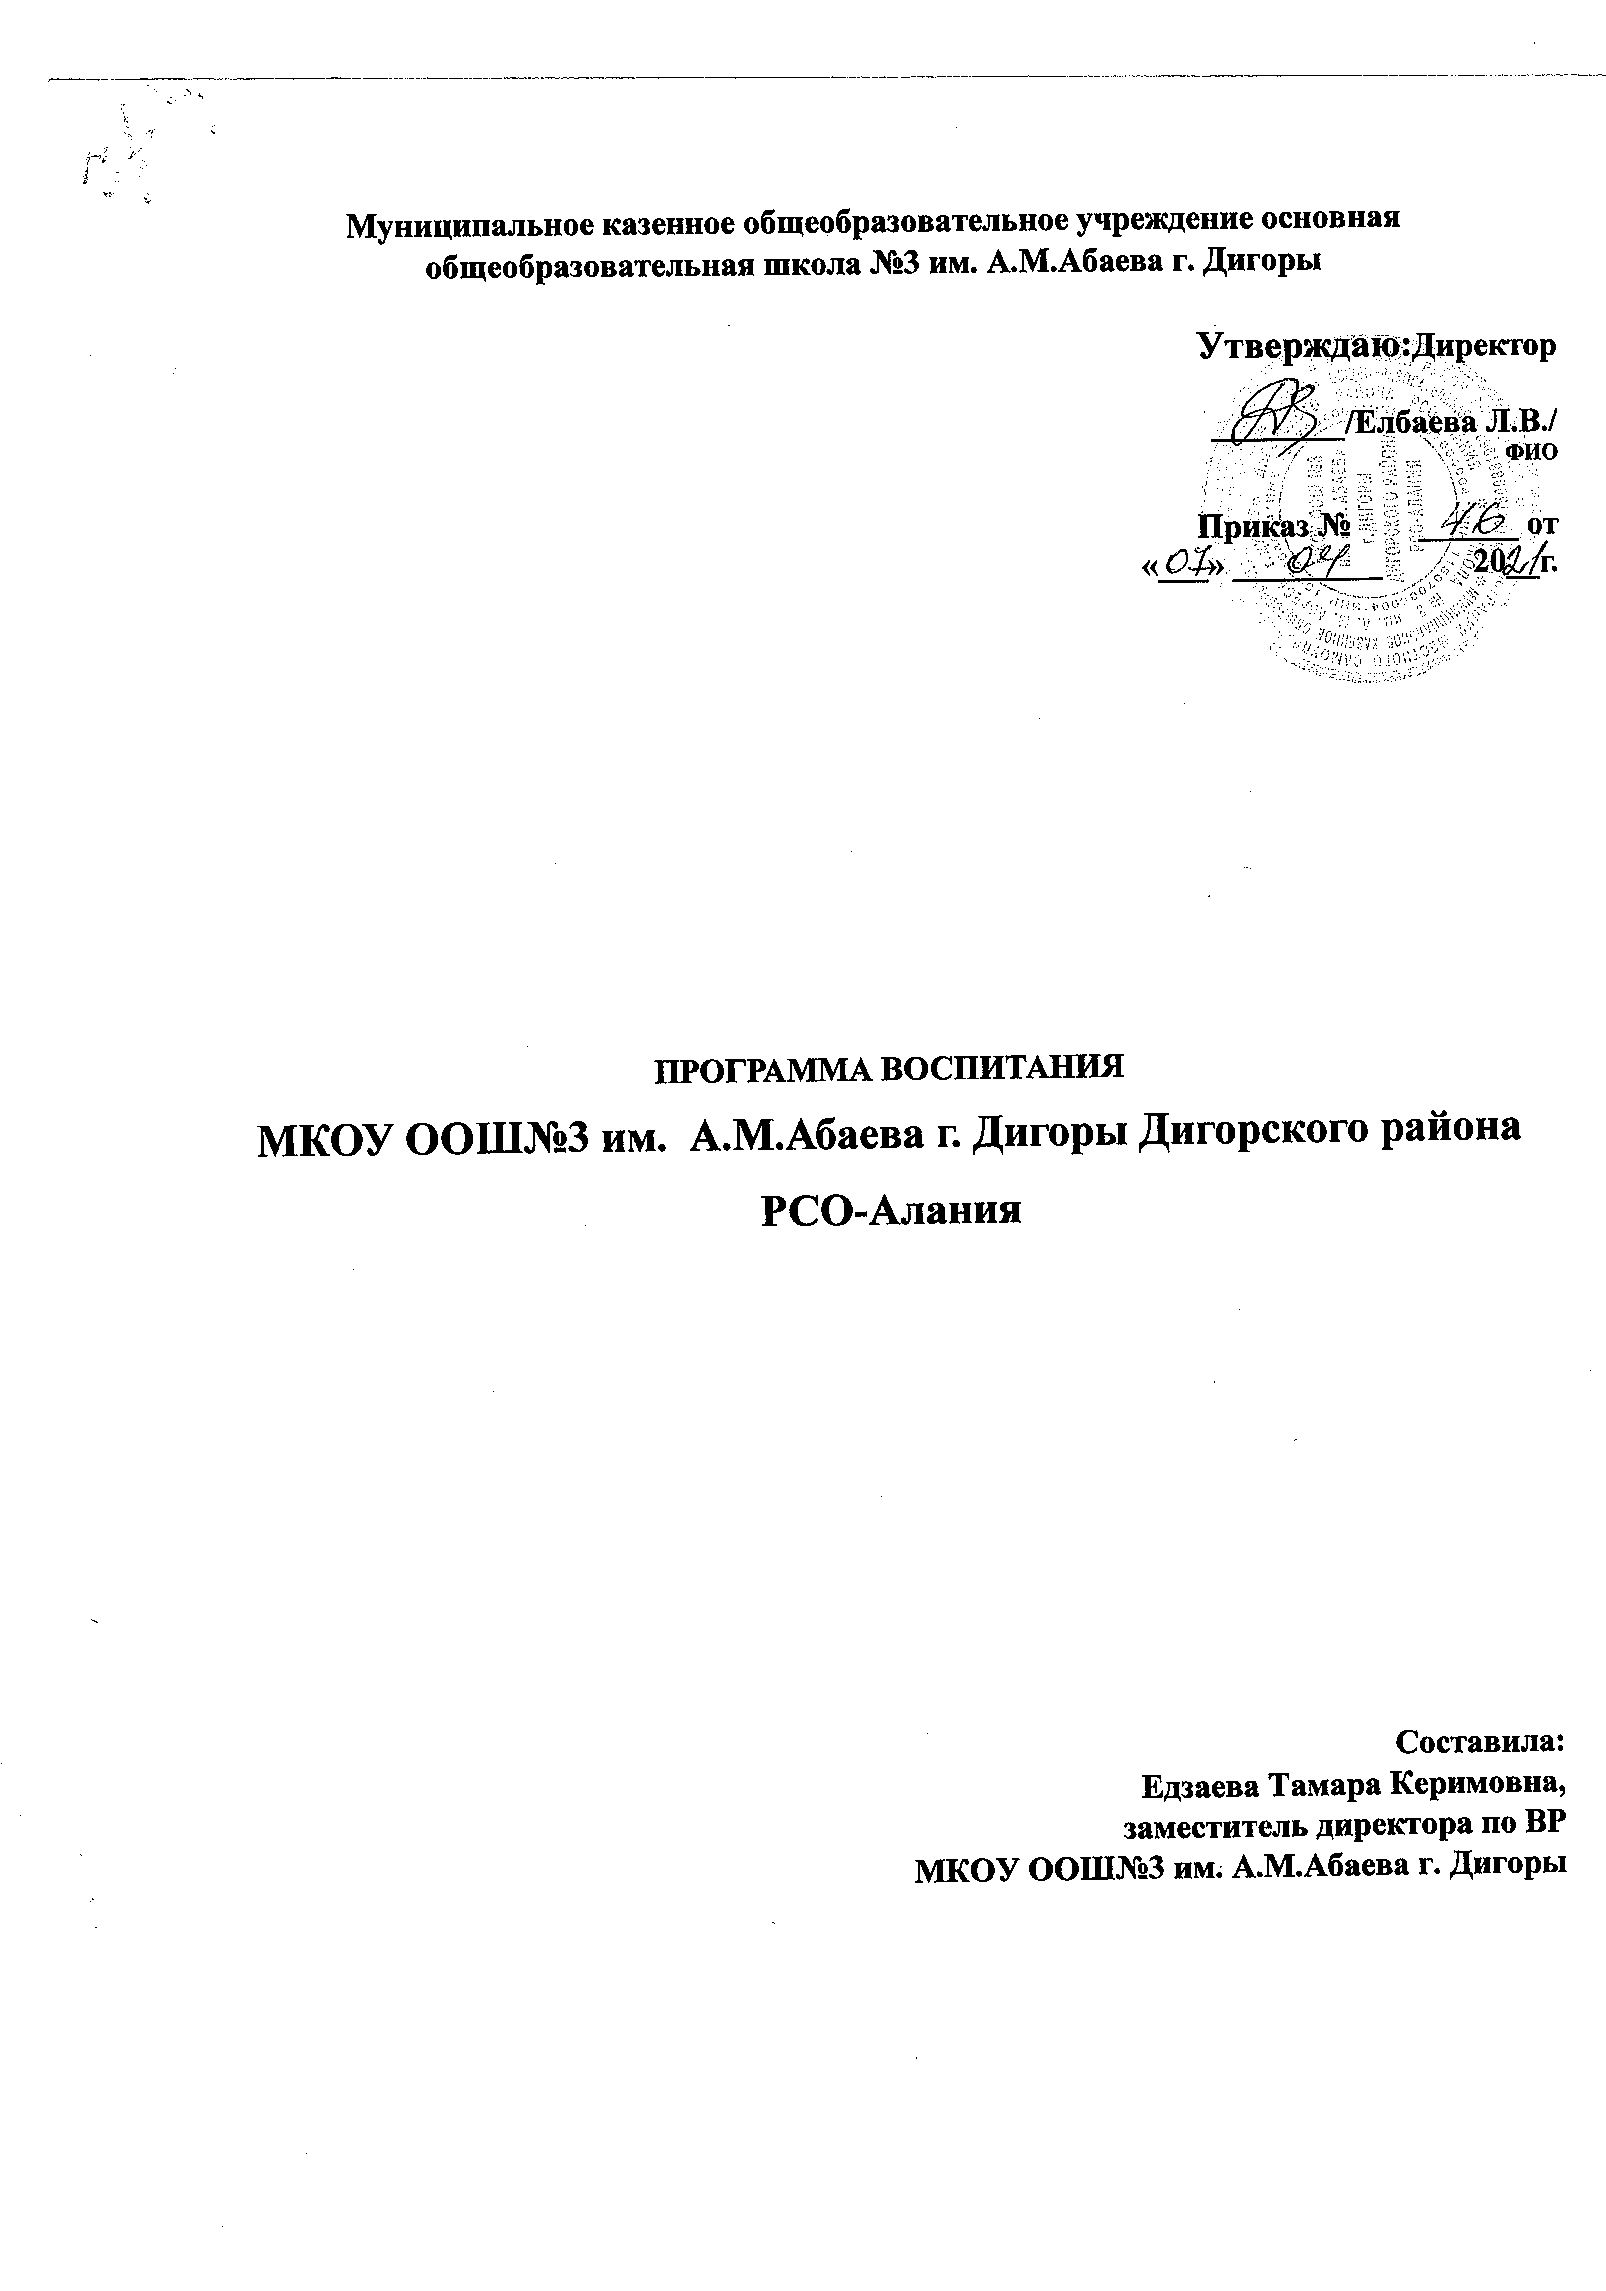 Муниципальное казенное общеобразовательное учреждение основная
общеобразовательная школа №3 им. А.М.Абаева г. Дигоры
Утверждаю:Директор
/Елбаева Л.В./
ФИО
Приказ № 46 от
«07» 04 2021г.
ПРОГРАММА ВОСПИТАНИЯ
МКОУ ООШ№3 им. А.М.Абаева г. Дигоры Дигорского района
РСО-Алания
Составила:
Едзаева Тамара Керимовна,
заместитель директора по ВР
МКОУ ООШ№3 им. А.М.Абаева г. Дигоры